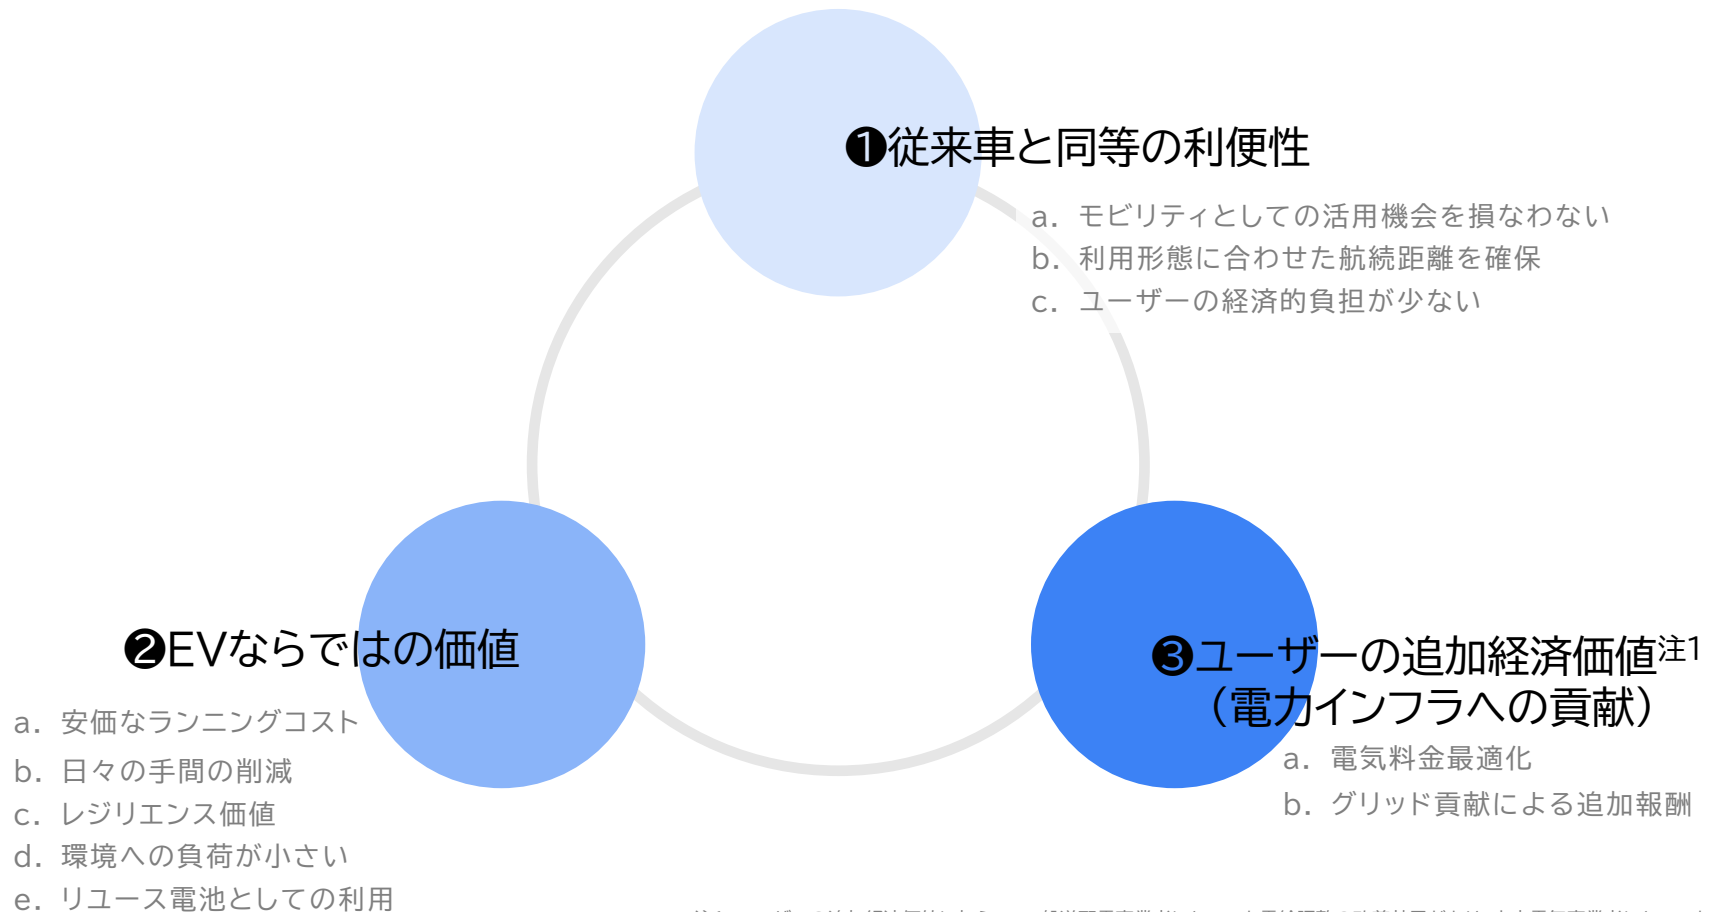 ❶従来車と同等の利便性
a. モビリティとしての活用機会を損なわない
b. 利用形態に合わせた航続距離を確保
c. ユーザーの経済的負担が少ない
❷EVならではの価値
a. 安価なランニングコスト
b. 日々の手間の削減
c. レジリエンス価値
d. 環境への負荷が小さい
e. リユース電池としての利用
❸ユーザーの追加経済価値注1
（電力インフラへの貢献）
a. 電気料金最適化
b. グリッド貢献による追加報酬